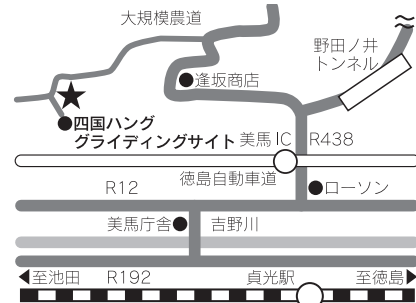 大規模農道
野田ノ井
トンネル
逢坂商店
四国ハング
グライディングサイト
美馬IC
R438
徳島自動車道
R12
ローソン
美馬庁舎
吉野川
至池田
R192
貞光駅
至徳島